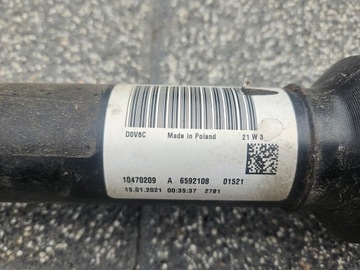 D0V8C Made in Poland 21 W 3
10470209 A 6592108 01521
15.01.2021 00:35:37 2781